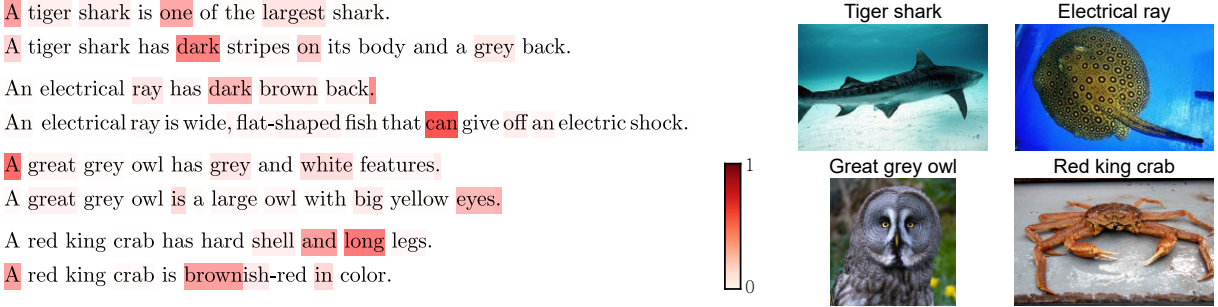 A tiger shark is one of the largest shark.
A tiger shark has dark stripes on its body and a grey back.
An electrical ray has dark brown back.
An electrical ray is wide, flat-shaped fish that can give off an electric shock.
A great grey owl has grey and white features.
A great grey owl is a large owl with big yellow eyes.
A red king crab has hard shell and long legs.
A red king crab is brownish-red in color.
1
0
Tiger shark
Electrical ray
Great grey owl
Red king crab